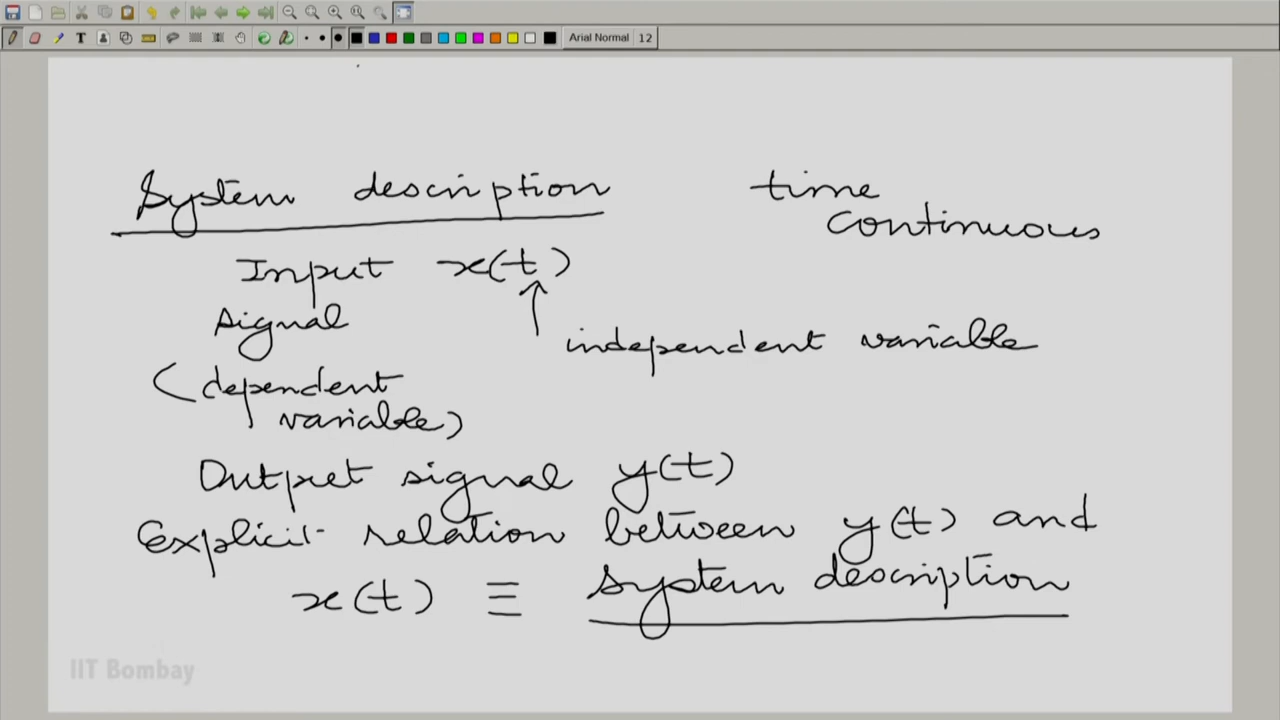 Arial Normal 12
System description
time
continuous
Input x(t)
signal
independent variable
(dependent
variable)
Output signal y(t)
Explicit relation between y(t) and
x(t) ≡ system description
IIT Bombay